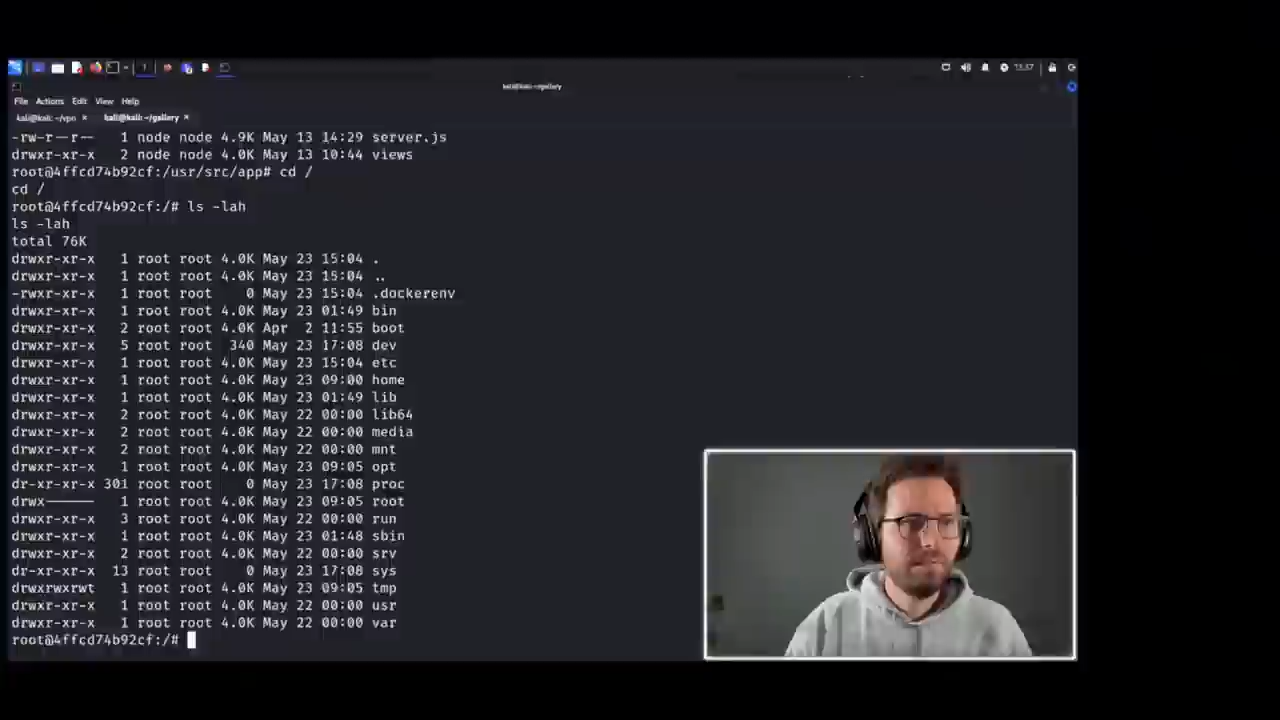 kali@kali:~/gallery
File Actions Edit View Help
kali@kali: ~/vpn × kali@kali: ~/gallery ×
-rw-r--r-- 1 node node 4.9K May 13 14:29 server.js
drwxr-xr-x 2 node node 4.0K May 13 10:44 views
root@4ffcd74b92cf:/usr/src/app# cd /
cd /
root@4ffcd74b92cf:/# ls -lah
ls -lah
total 76K
drwxr-xr-x 1 root root 4.0K May 23 15:04 .
drwxr-xr-x 1 root root 4.0K May 23 15:04 ..
-rwxr-xr-x 1 root root 0 May 23 15:04 .dockerenv
drwxr-xr-x 1 root root 4.0K May 23 01:49 bin
drwxr-xr-x 2 root root 4.0K Apr 2 11:55 boot
drwxr-xr-x 5 root root 340 May 23 17:08 dev
drwxr-xr-x 1 root root 4.0K May 23 15:04 etc
drwxr-xr-x 1 root root 4.0K May 23 09:00 home
drwxr-xr-x 1 root root 4.0K May 23 01:49 lib
drwxr-xr-x 2 root root 4.0K May 22 00:00 lib64
drwxr-xr-x 2 root root 4.0K May 22 00:00 media
drwxr-xr-x 2 root root 4.0K May 22 00:00 mnt
drwxr-xr-x 1 root root 4.0K May 23 09:05 opt
dr-xr-xr-x 301 root root 0 May 23 17:08 proc
drwx------ 1 root root 4.0K May 23 09:05 root
drwxr-xr-x 3 root root 4.0K May 22 00:00 run
drwxr-xr-x 1 root root 4.0K May 23 01:48 sbin
drwxr-xr-x 2 root root 4.0K May 22 00:00 srv
dr-xr-xr-x 13 root root 0 May 23 17:08 sys
drwxrwxrwt 1 root root 4.0K May 23 09:05 tmp
drwxr-xr-x 1 root root 4.0K May 22 00:00 usr
drwxr-xr-x 1 root root 4.0K May 22 00:00 var
root@4ffcd74b92cf:/#